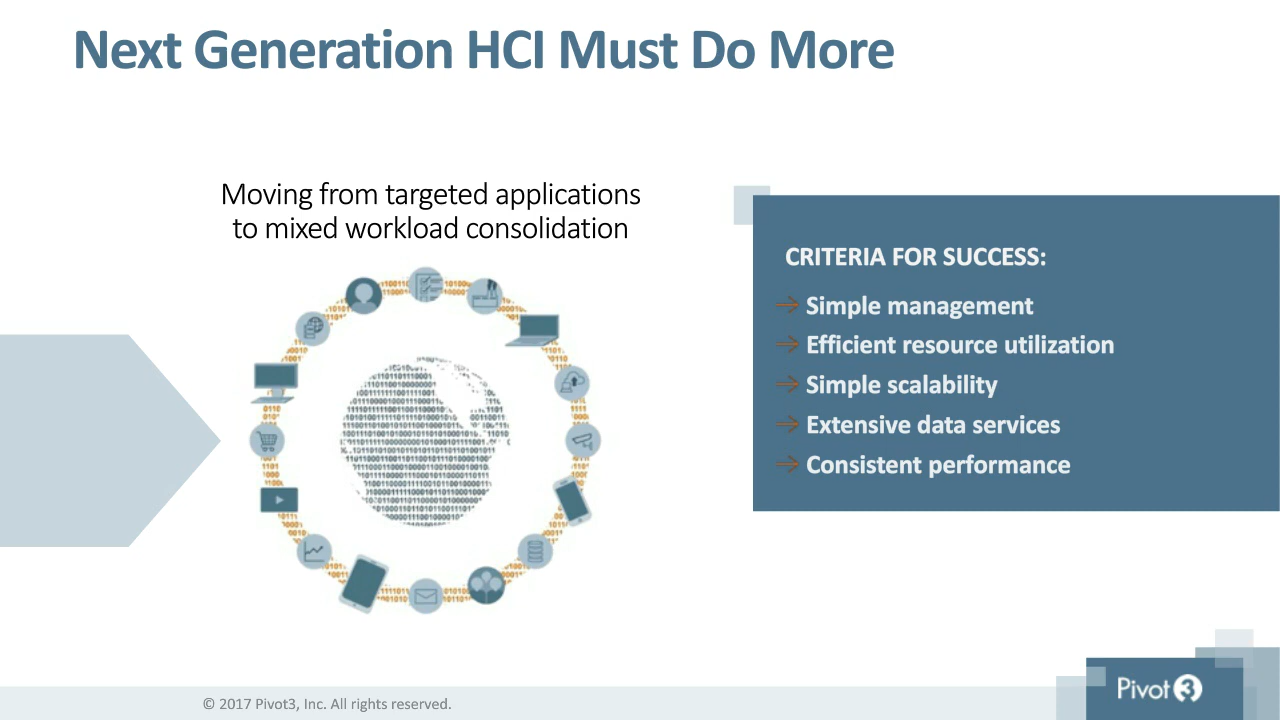 Next Generation HCI Must Do More
Moving from targeted applications
to mixed workload consolidation
CRITERIA FOR SUCCESS:
Simple management
Efficient resource utilization
Simple scalability
Extensive data services
Consistent performance
© 2017 Pivot3, Inc. All rights reserved.
Pivot3